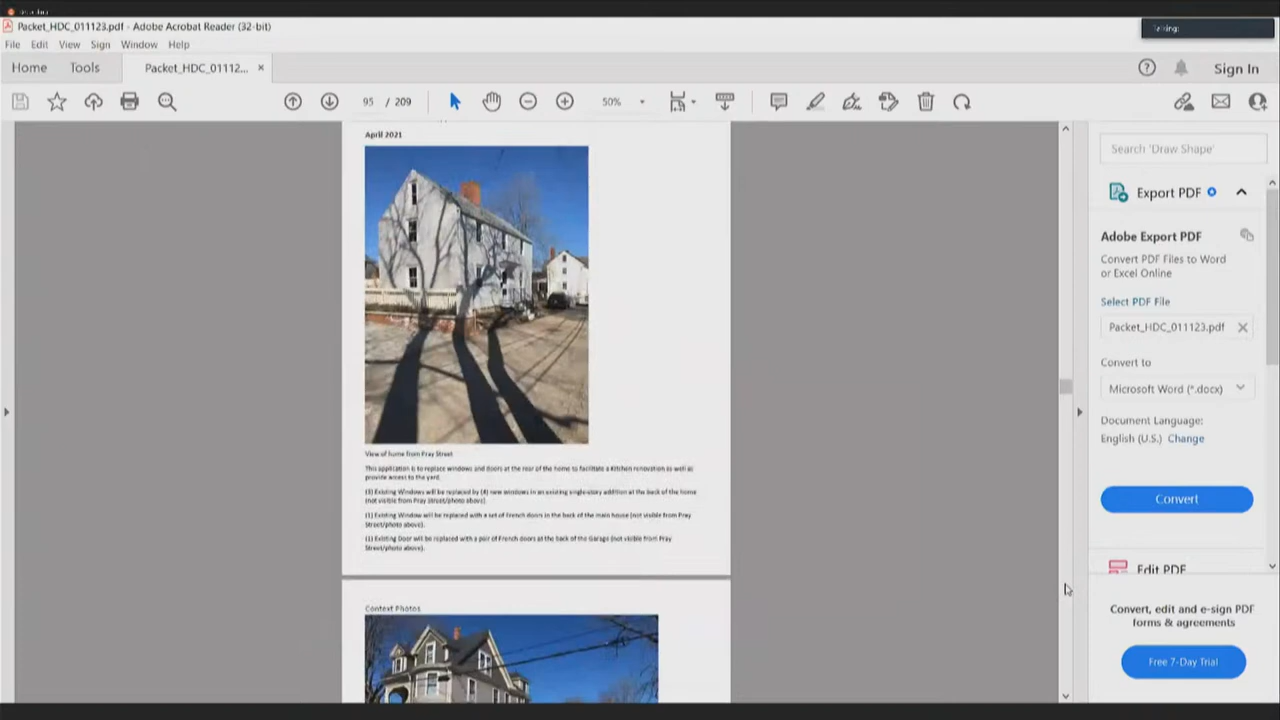 Packet_HDC_011123.pdf - Adobe Acrobat Reader (32-bit)
File Edit View Sign Window Help
Home Tools Packet_HDC_01112... × Sign In
95 / 209 50%
April 2021
View of home from Pray Street
This application is to replace windows and doors at the rear of the home to facilitate a Kitchen renovation as well as
provide access to the yard.
(3) Existing Windows will be replaced by (4) new windows in an existing single-story addition at the back of the home
(not visible from Pray Street/photo above).
(1) Existing Window will be replaced with a set of French doors in the back of the main house (not visible from Pray
Street/photo above).
(1) Existing Door will be replaced with a pair of French doors at the back of the Garage (not visible from Pray
Street/photo above).
Context Photos
Search 'Draw Shape'
Export PDF
Adobe Export PDF
Convert PDF Files to Word
or Excel Online
Select PDF File
Packet_HDC_011123.pdf
Convert to
Microsoft Word (*.docx)
Document Language:
English (U.S.) Change
Convert
Edit PDF
Convert, edit and e-sign PDF
forms & agreements
Free 7-Day Trial